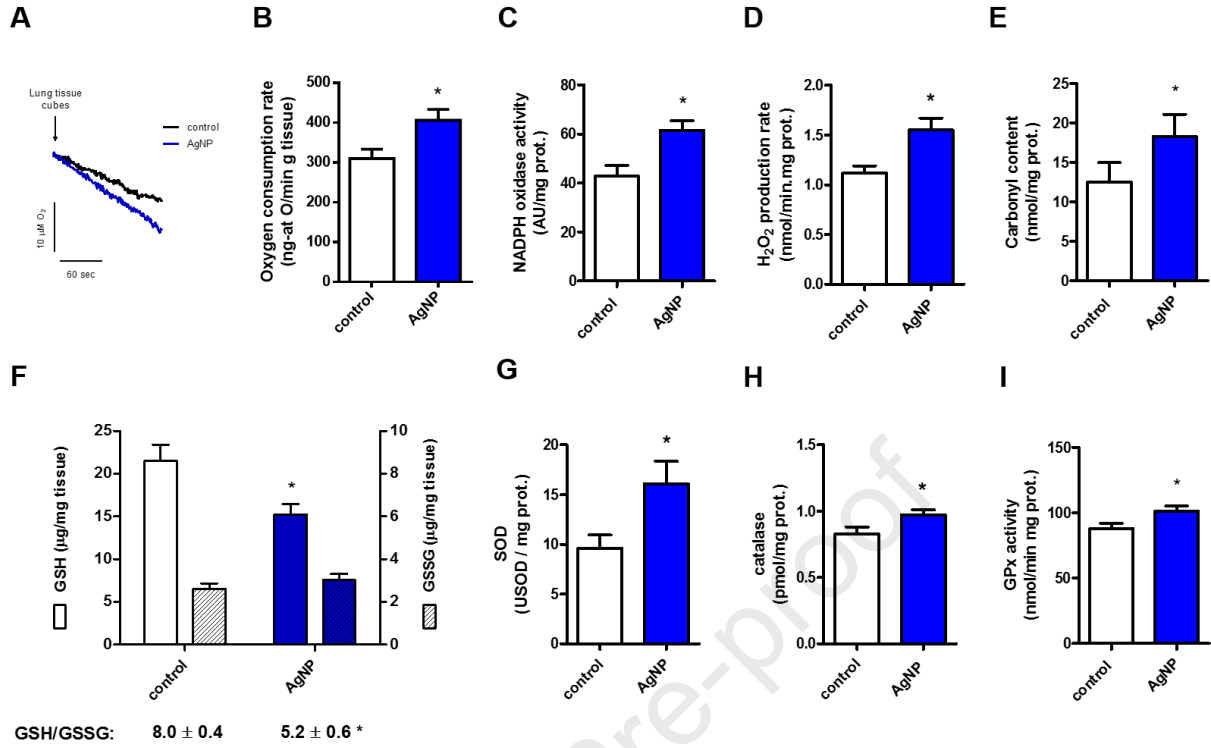 A
Lung tissue
cubes
control
AgNP
10 µM O₂
60 sec
B
Oxygen consumption rate
(ng-at O/min g tissue)
500
400
300
200
100
0
*
control
AgNP
C
NADPH oxidase activity
(AU/mg prot.)
80
60
40
20
0
*
control
AgNP
D
H₂O₂ production rate
(nmol/min.mg prot.)
2.0
1.5
1.0
0.5
0.0
*
control
AgNP
E
Carbonyl content
(nmol/mg prot.)
25
20
15
10
5
0
*
control
AgNP
F
GSH (µg/mg tissue)
25
20
15
10
5
0
*
10
8
6
4
2
0
GSSG (µg/mg tissue)
control
AgNP
GSH/GSSG: 8.0 ± 0.4 5.2 ± 0.6 *
G
SOD
(USOD / mg prot.)
20
15
10
5
0
*
control
AgNP
H
catalase
(pmol/mg prot.)
1.5
1.0
0.5
0.0
*
control
AgNP
I
GPx activity
(nmol/min mg prot.)
150
100
50
0
*
control
AgNP
re-proof